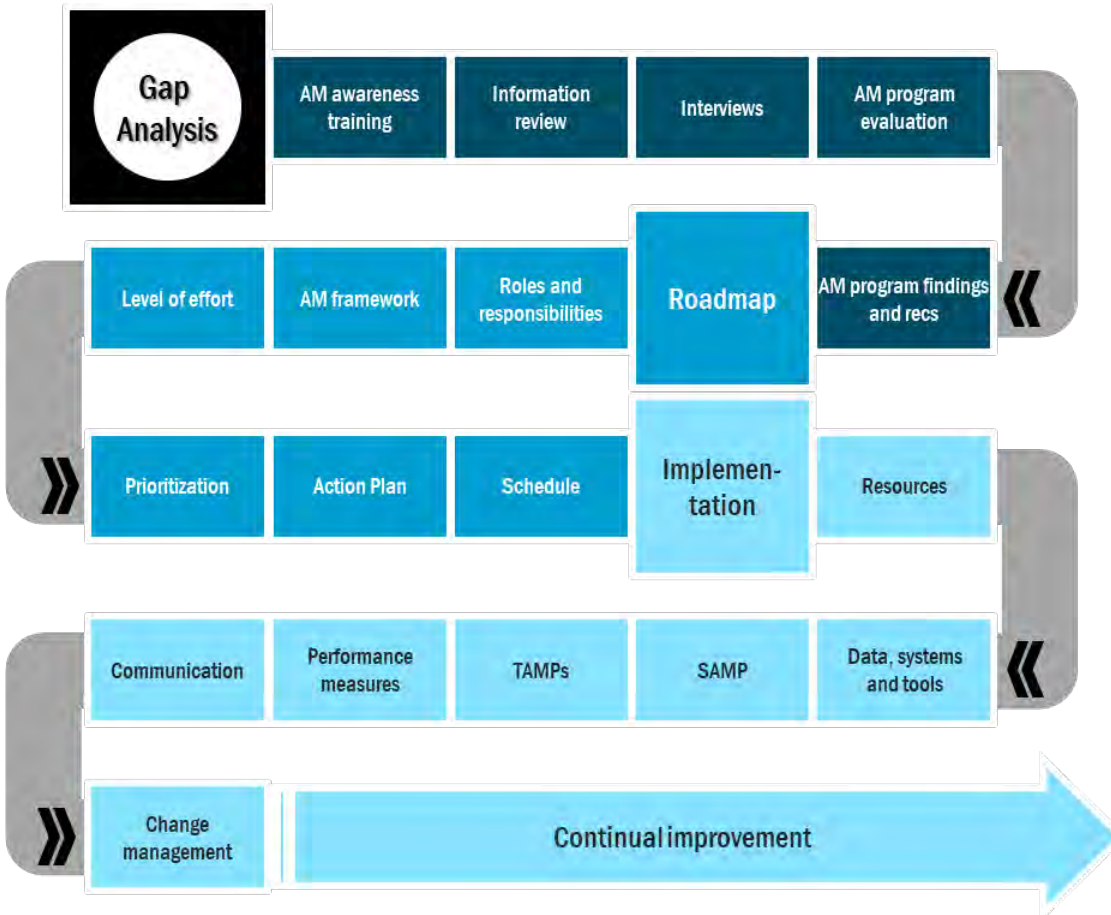 Gap
Analysis
AM awareness
training
Information
review
Interviews
AM program
evaluation
Level of effort
AM framework
Roles and
responsibilities
Roadmap
AM program findings
and recs
Prioritization
Action Plan
Schedule
Implemen-
tation
Resources
Communication
Performance
measures
TAMPs
SAMP
Data, systems
and tools
Change
management
Continual improvement